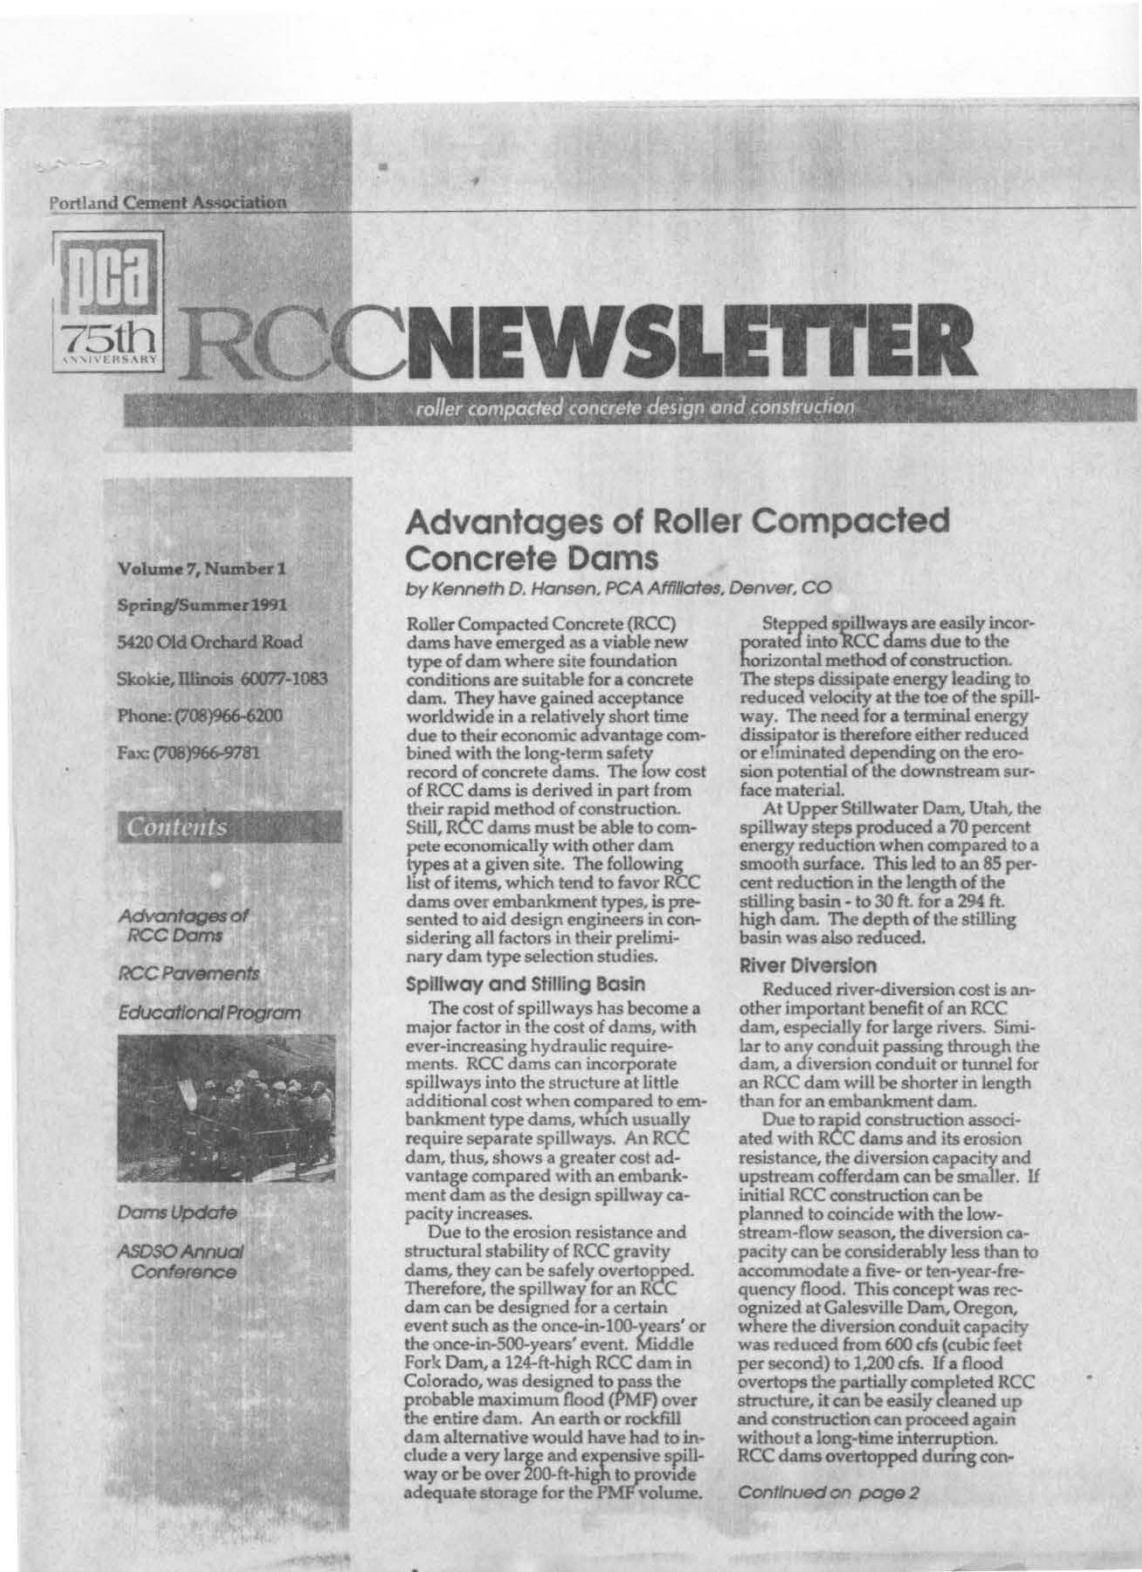 Portland Cement Association
pca
75th
ANNIVERSARY
RCCNEWSLETTER
roller compacted concrete design and construction
Volume 7, Number 1
Spring/Summer 1991
5420 Old Orchard Road
Skokie, Illinois 60077-1083
Phone: (708)966-6200
Fax: (708)966-9781
Contents
Advantages of
RCC Dams
RCC Pavements
Educational Program
Dams Update
ASDSO Annual
Conference
Advantages of Roller Compacted
Concrete Dams
by Kenneth D. Hansen, PCA Affiliates, Denver, CO
Roller Compacted Concrete (RCC)
dams have emerged as a viable new
type of dam where site foundation
conditions are suitable for a concrete
dam. They have gained acceptance
worldwide in a relatively short time
due to their economic advantage com-
bined with the long-term safety
record of concrete dams. The low cost
of RCC dams is derived in part from
their rapid method of construction.
Still, RCC dams must be able to com-
pete economically with other dam
types at a given site. The following
list of items, which tend to favor RCC
dams over embankment types, is pre-
sented to aid design engineers in con-
sidering all factors in their prelimi-
nary dam type selection studies.
Spillway and Stilling Basin
The cost of spillways has become a
major factor in the cost of dams, with
ever-increasing hydraulic require-
ments. RCC dams can incorporate
spillways into the structure at little
additional cost when compared to em-
bankment type dams, which usually
require separate spillways. An RCC
dam, thus, shows a greater cost ad-
vantage compared with an embank-
ment dam as the design spillway ca-
pacity increases.
Due to the erosion resistance and
structural stability of RCC gravity
dams, they can be safely overtopped.
Therefore, the spillway for an RCC
dam can be designed for a certain
event such as the once-in-100-years' or
the once-in-500-years' event. Middle
Fork Dam, a 124-ft-high RCC dam in
Colorado, was designed to pass the
probable maximum flood (PMF) over
the entire dam. An earth or rockfill
dam alternative would have had to in-
clude a very large and expensive spill-
way or be over 200-ft-high to provide
adequate storage for the PMF volume.
Stepped spillways are easily incor-
porated into RCC dams due to the
horizontal method of construction.
The steps dissipate energy leading to
reduced velocity at the toe of the spill-
way. The need for a terminal energy
dissipator is therefore either reduced
or eliminated depending on the ero-
sion potential of the downstream sur-
face material.
At Upper Stillwater Dam, Utah, the
spillway steps produced a 70 percent
energy reduction when compared to a
smooth surface. This led to an 85 per-
cent reduction in the length of the
stilling basin - to 30 ft. for a 294 ft.
high dam. The depth of the stilling
basin was also reduced.
River Diversion
Reduced river-diversion cost is an-
other important benefit of an RCC
dam, especially for large rivers. Simi-
lar to any conduit passing through the
dam, a diversion conduit or tunnel for
an RCC dam will be shorter in length
than for an embankment dam.
Due to rapid construction associ-
ated with RCC dams and its erosion
resistance, the diversion capacity and
upstream cofferdam can be smaller. If
initial RCC construction can be
planned to coincide with the low-
stream-flow season, the diversion ca-
pacity can be considerably less than to
accommodate a five- or ten-year-fre-
quency flood. This concept was rec-
ognized at Galesville Dam, Oregon,
where the diversion conduit capacity
was reduced from 600 cfs (cubic feet
per second) to 1,200 cfs. If a flood
overtops the partially completed RCC
structure, it can be easily cleaned up
and construction can proceed again
without a long-time interruption.
RCC dams overtopped during con-
Continued on page 2